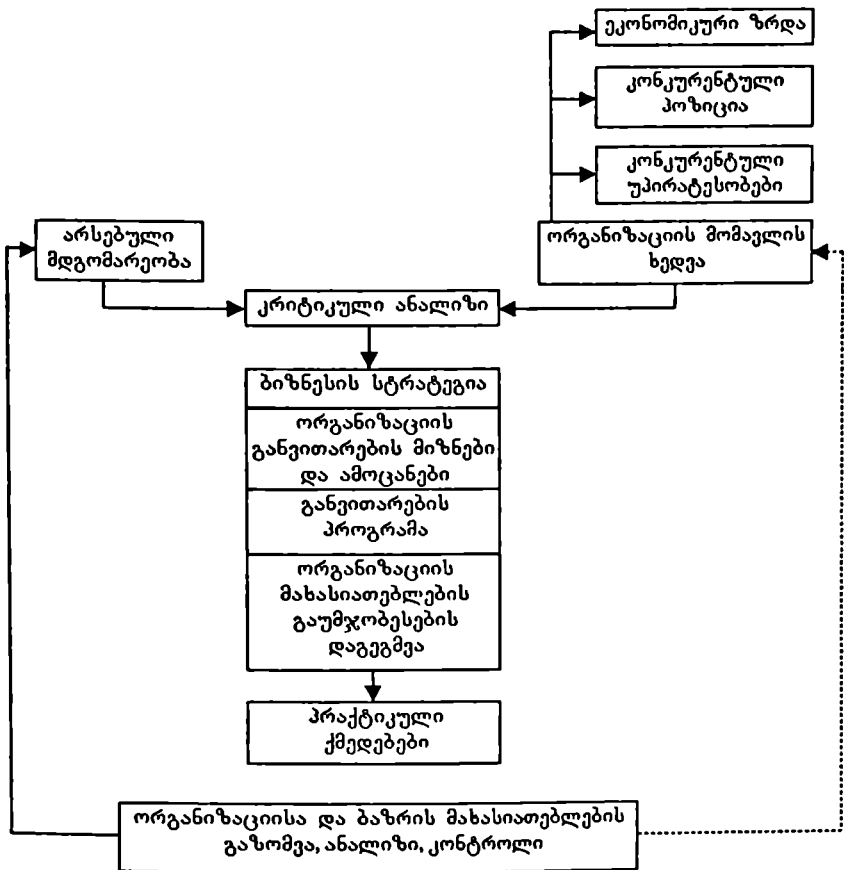 ეკონომიკური ზრდა
კონკურენტული
პოზიცია
კონკურენტული
უპირატესობები
არსებული
მდგომარეობა
ორგანიზაციის მომავლის
ხედვა
კრიტიკული ანალიზი
ბიზნესის სტრატეგია
ორგანიზაციის
განვითარების მიზნები
და ამოცანები
განვითარების
პროგრამა
ორგანიზაციის
მახასიათებლების
გაუმჯობესების
დაგეგმვა
პრაქტიკული
ქმედებები
ორგანიზაციისა და ბაზრის მახასიათებლების
გაზომვა, ანალიზი, კონტროლი